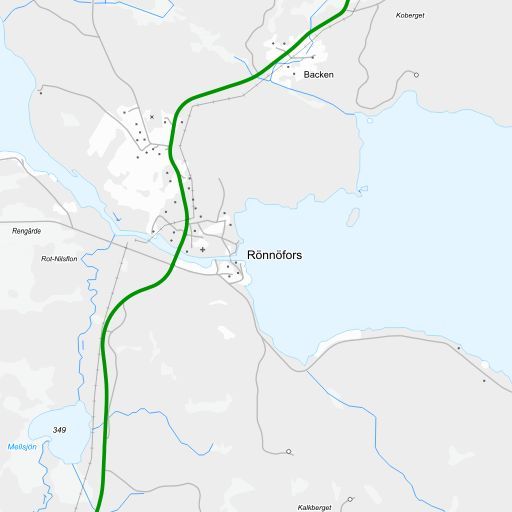 Koberget
Backen
Rengårde
Rönnöfors
Rot-Nilsflon
349
Mellsjön
Kalkberget